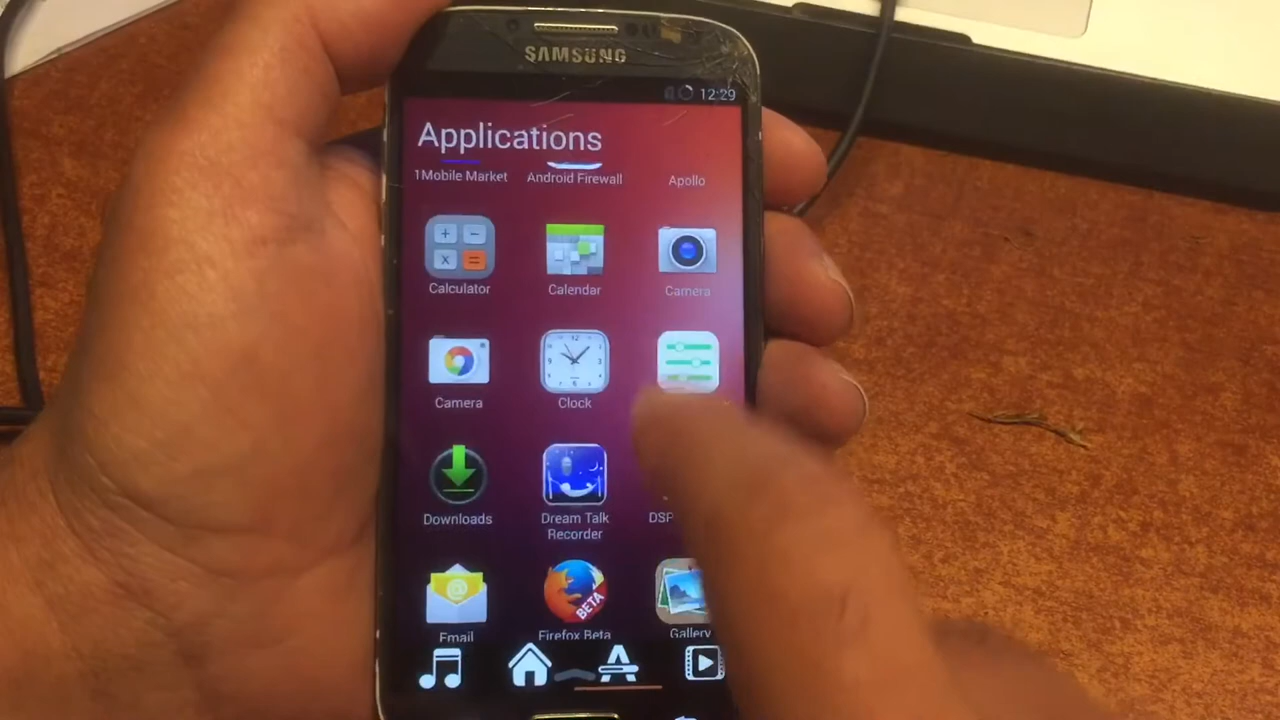 SAMSUNG
12:29
Applications
1Mobile Market Android Firewall Apollo
Calculator Calendar Camera
Camera Clock
Downloads Dream Talk Recorder DSP
Email Firefox Beta Gallery
BETA